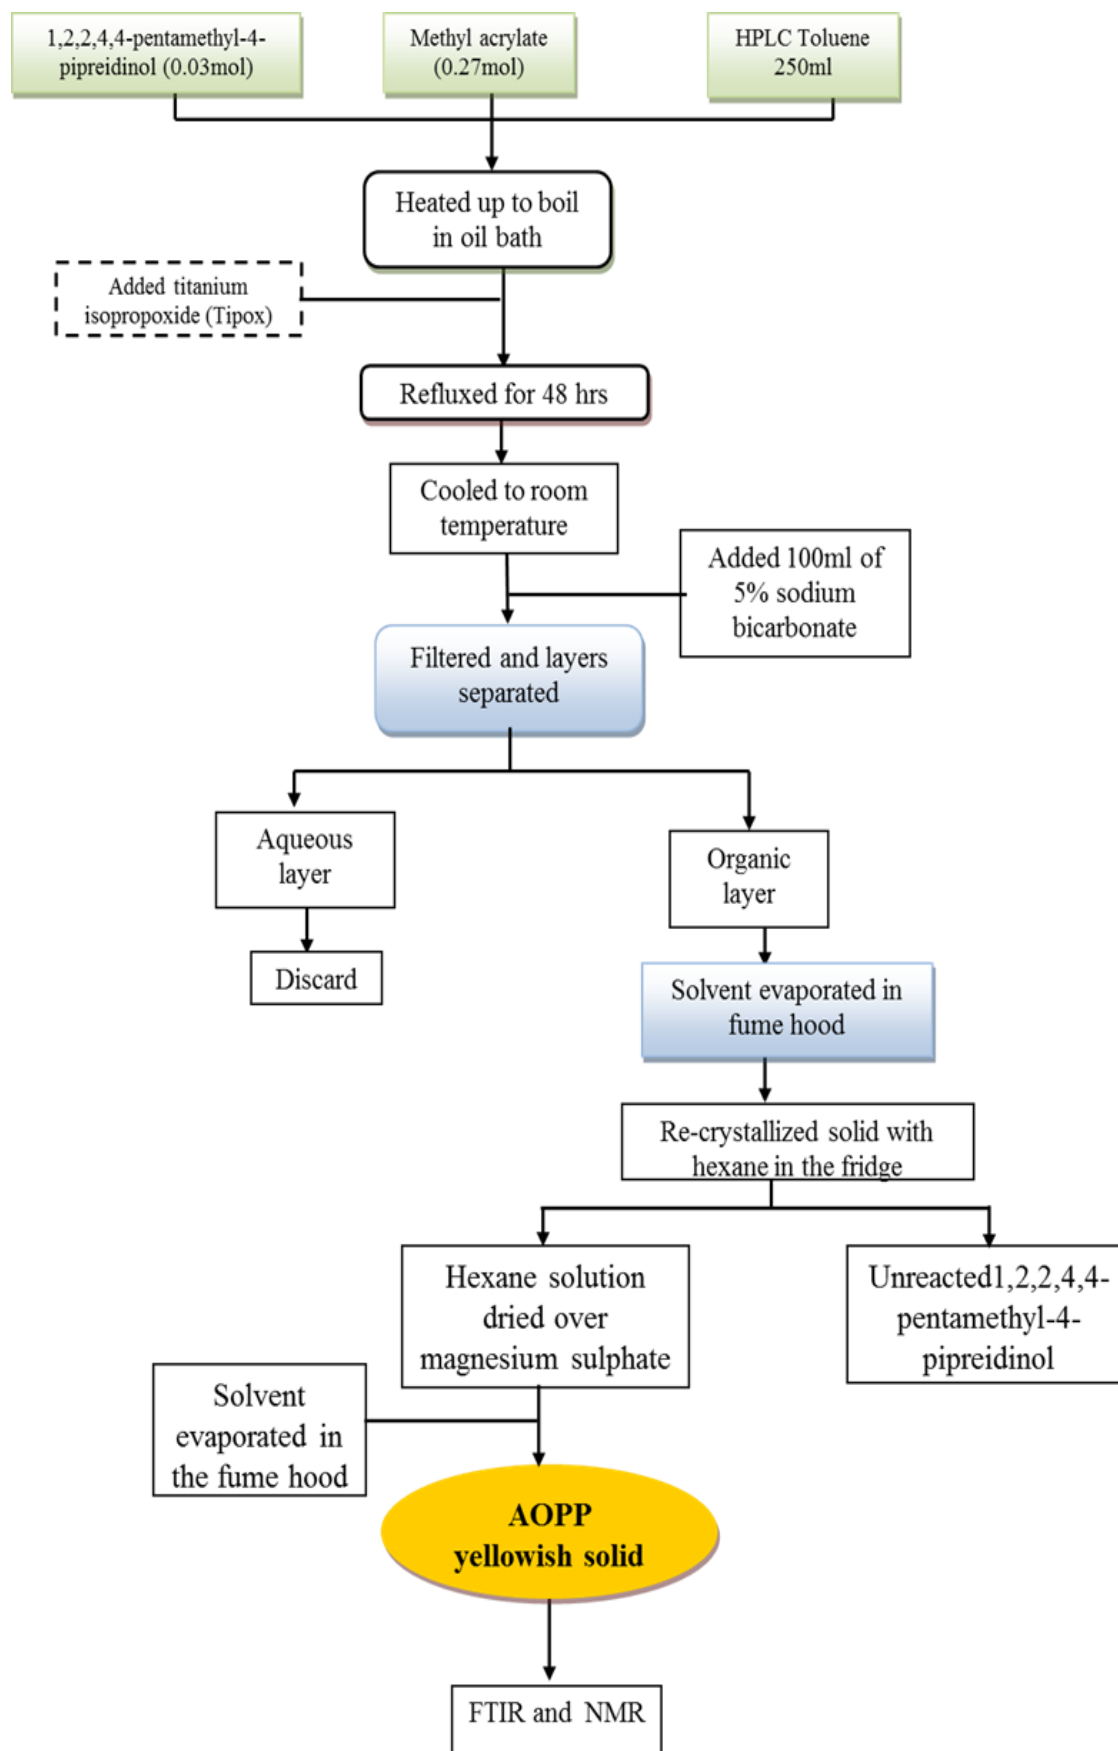 1,2,2,4,4-pentamethyl-4-
pipreidinol (0.03mol)
Methyl acrylate
(0.27mol)
HPLC Toluene
250ml
Heated up to boil
in oil bath
Added titanium
isopropoxide (Tipox)
Refluxed for 48 hrs
Cooled to room
temperature
Added 100ml of
5% sodium
bicarbonate
Filtered and layers
separated
Aqueous
layer
Organic
layer
Discard
Solvent evaporated in
fume hood
Re-crystallized solid with
hexane in the fridge
Hexane solution
dried over
magnesium sulphate
Unreacted1,2,2,4,4-
pentamethyl-4-
pipreidinol
Solvent
evaporated in
the fume hood
AOPP
yellowish solid
FTIR and NMR